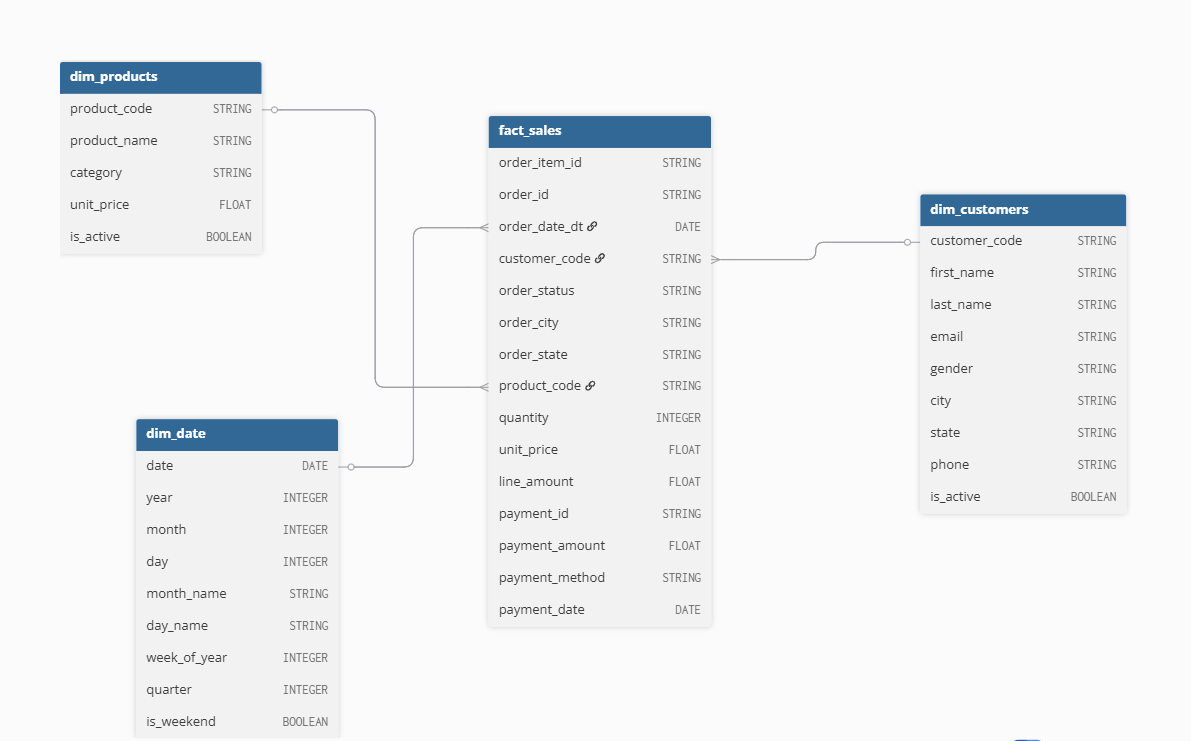 dim_products
product_code STRING
product_name STRING
category STRING
unit_price FLOAT
is_active BOOLEAN
fact_sales
order_item_id STRING
order_id STRING
order_date_dt DATE
customer_code STRING
order_status STRING
order_city STRING
order_state STRING
product_code STRING
quantity INTEGER
unit_price FLOAT
line_amount FLOAT
payment_id STRING
payment_amount FLOAT
payment_method STRING
payment_date DATE
dim_customers
customer_code STRING
first_name STRING
last_name STRING
email STRING
gender STRING
city STRING
state STRING
phone STRING
is_active BOOLEAN
dim_date
date DATE
year INTEGER
month INTEGER
day INTEGER
month_name STRING
day_name STRING
week_of_year INTEGER
quarter INTEGER
is_weekend BOOLEAN